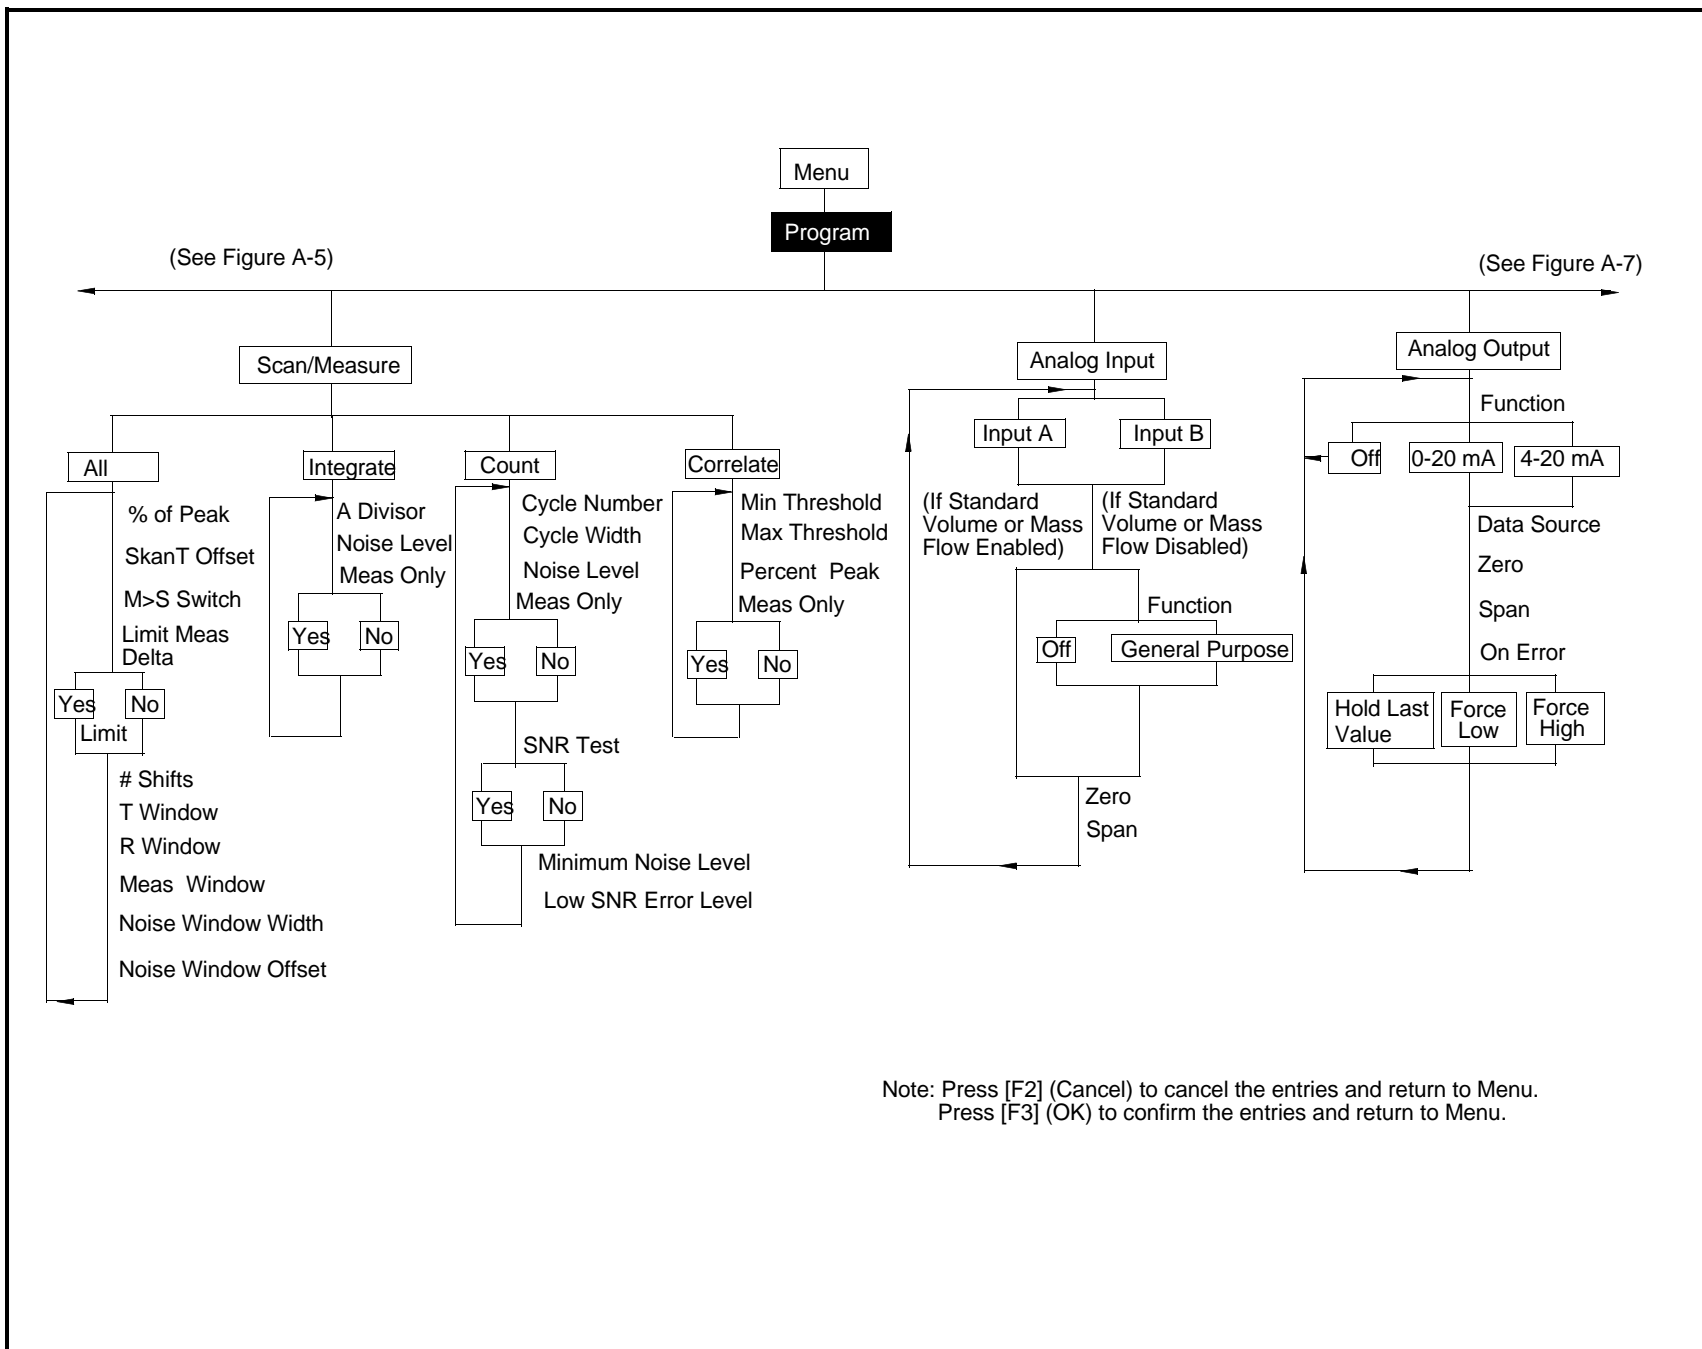 Menu
Program
(See Figure A-5)
(See Figure A-7)
Scan/Measure
All
% of Peak
SkanT Offset
M>S Switch
Limit Meas
Delta
Yes
No
Limit
# Shifts
T Window
R Window
Meas Window
Noise Window Width
Noise Window Offset
Integrate
A Divisor
Noise Level
Meas Only
Yes
No
Count
Cycle Number
Cycle Width
Noise Level
Meas Only
Yes
No
SNR Test
Yes
No
Minimum Noise Level
Low SNR Error Level
Correlate
Min Threshold
Max Threshold
Percent Peak
Meas Only
Yes
No
Analog Input
Input A
Input B
(If Standard
Volume or Mass
Flow Enabled)
(If Standard
Volume or Mass
Flow Disabled)
Function
Off
General Purpose
Zero
Span
Analog Output
Function
Off
0-20 mA
4-20 mA
Data Source
Zero
Span
On Error
Hold Last
Value
Force
Low
Force
High
Note: Press [F2] (Cancel) to cancel the entries and return to Menu.
Press [F3] (OK) to confirm the entries and return to Menu.